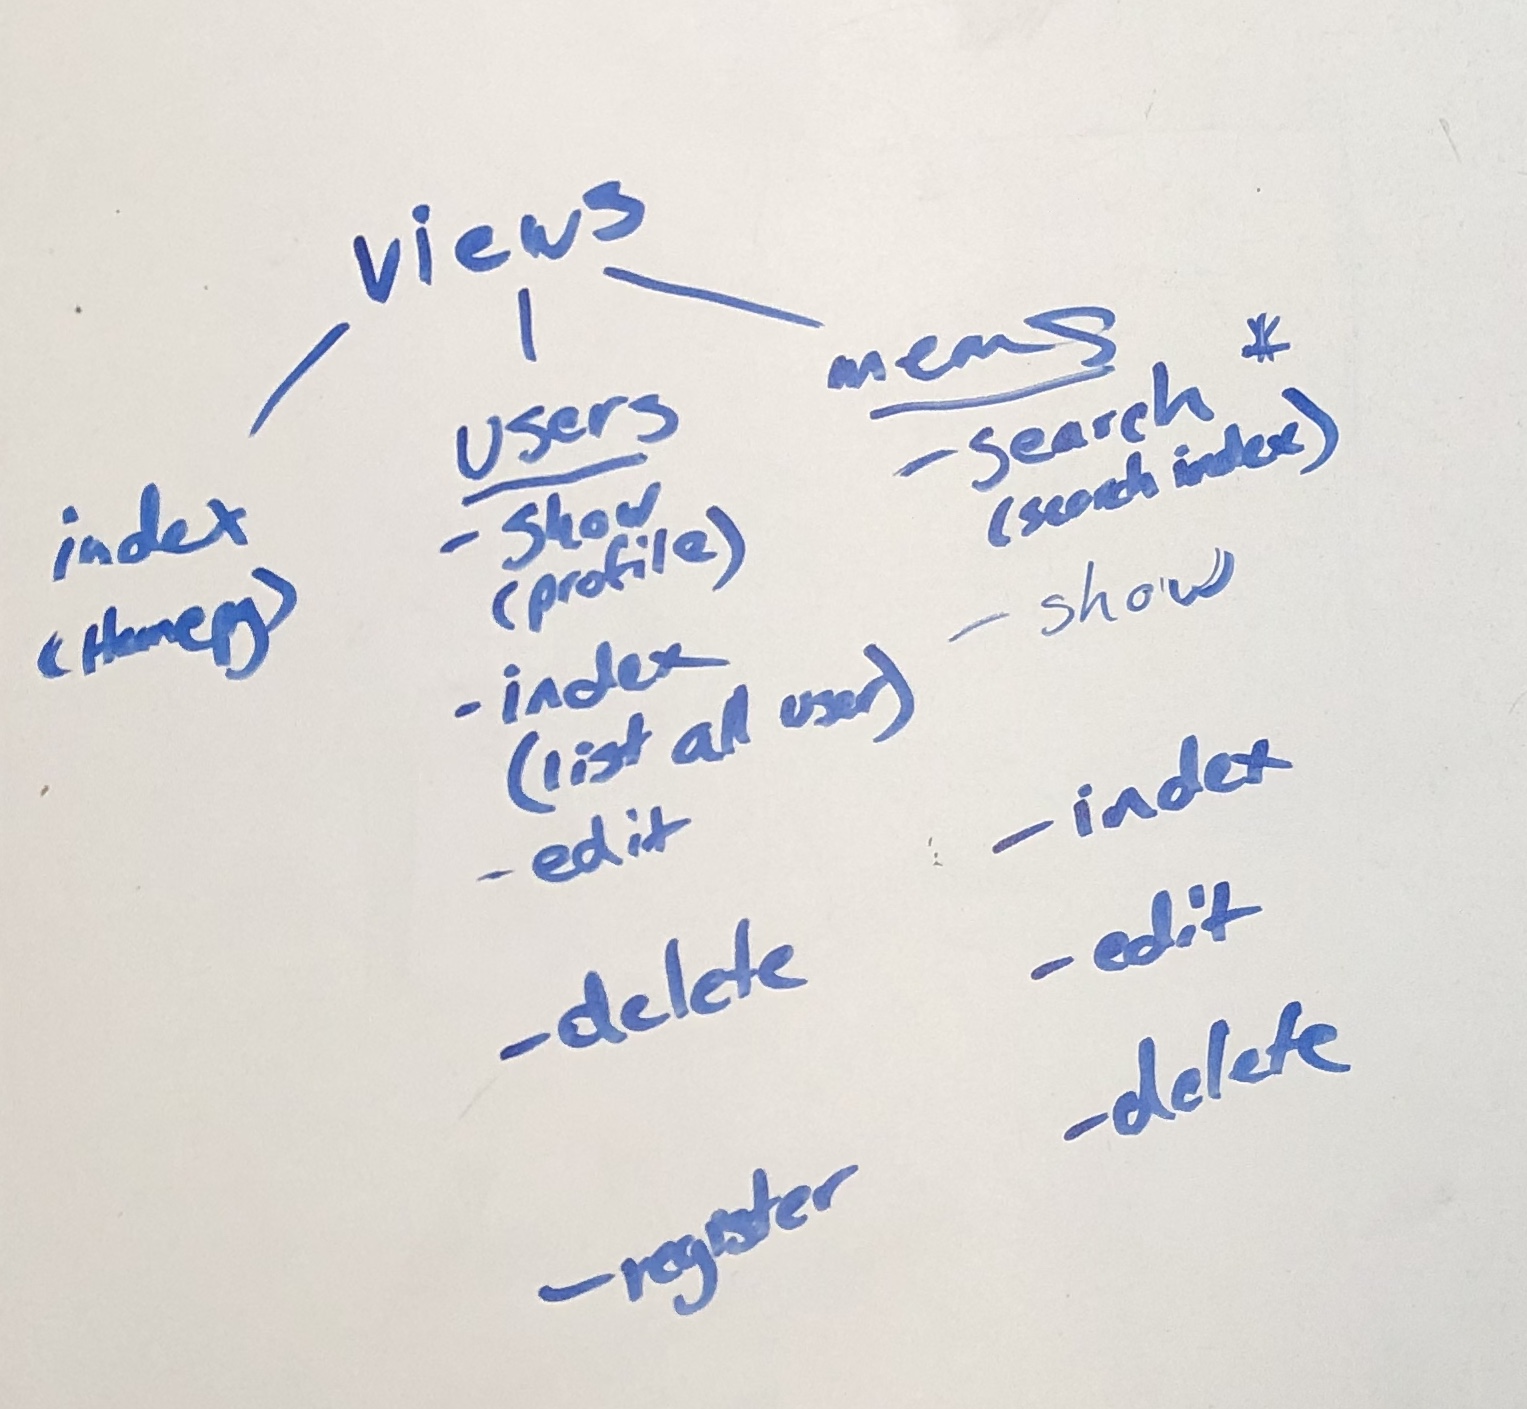 views
index
(Homepg)
users
- show
(profile)
- index
(list all user)
- edit
- delete
- register
mems
- search *
(search index)
- show
- index
- edit
- delete